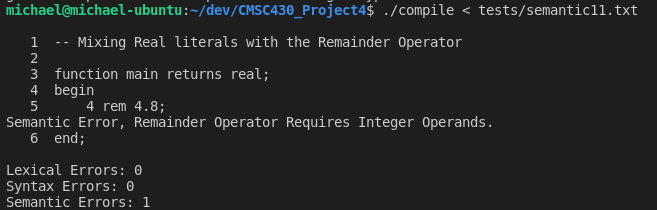 michael@michael-ubuntu:~/dev/CMSC430_Project4$ ./compile < tests/semantic11.txt
1 -- Mixing Real literals with the Remainder Operator
2
3 function main returns real;
4 begin
5 4 rem 4.8;
Semantic Error, Remainder Operator Requires Integer Operands.
6 end;
Lexical Errors: 0
Syntax Errors: 0
Semantic Errors: 1